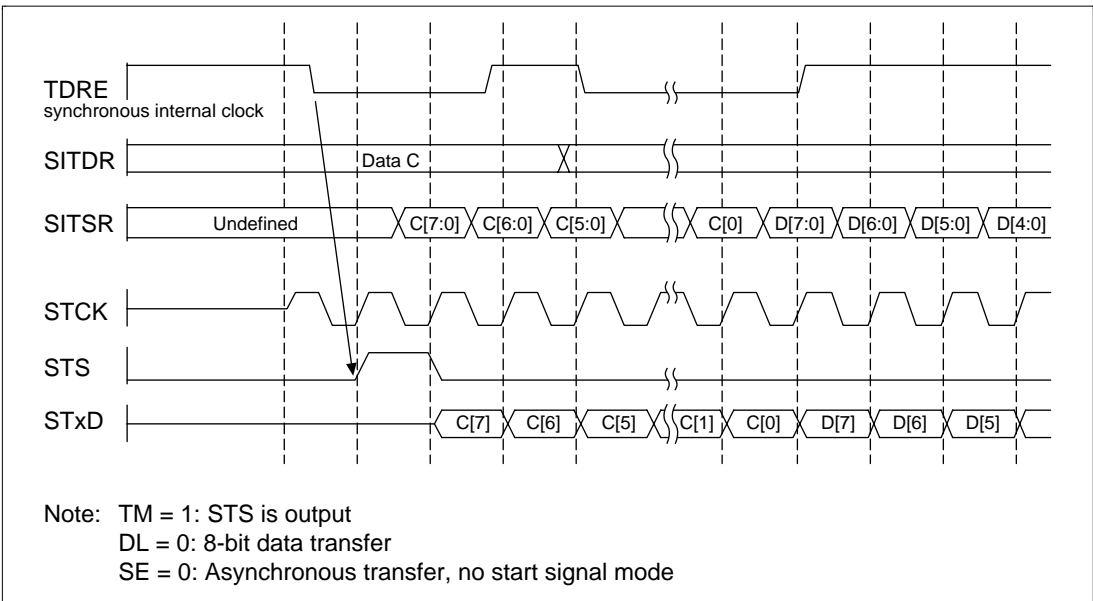 TDRE
synchronous internal clock
SITDR
Data C
SITSR
Undefined C[7:0] C[6:0] C[5:0] C[0] D[7:0] D[6:0] D[5:0] D[4:0]
STCK
STS
STxD
C[7] C[6] C[5] C[1] C[0] D[7] D[6] D[5]
Note: TM = 1: STS is output
DL = 0: 8-bit data transfer
SE = 0: Asynchronous transfer, no start signal mode